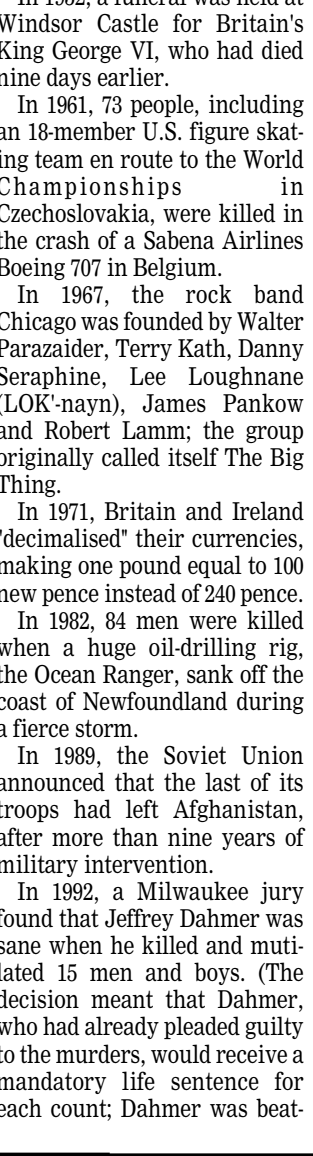 In 1952, a funeral was held at
Windsor Castle for Britain's
King George VI, who had died
nine days earlier.
In 1961, 73 people, including
an 18-member U.S. figure skat-
ing team en route to the World
Championships in
Czechoslovakia, were killed in
the crash of a Sabena Airlines
Boeing 707 in Belgium.
In 1967, the rock band
Chicago was founded by Walter
Parazaider, Terry Kath, Danny
Seraphine, Lee Loughnane
(LOK'-nayn), James Pankow
and Robert Lamm; the group
originally called itself The Big
Thing.
In 1971, Britain and Ireland
"decimalised" their currencies,
making one pound equal to 100
new pence instead of 240 pence.
In 1982, 84 men were killed
when a huge oil-drilling rig,
the Ocean Ranger, sank off the
coast of Newfoundland during
a fierce storm.
In 1989, the Soviet Union
announced that the last of its
troops had left Afghanistan,
after more than nine years of
military intervention.
In 1992, a Milwaukee jury
found that Jeffrey Dahmer was
sane when he killed and muti-
lated 15 men and boys. (The
decision meant that Dahmer,
who had already pleaded guilty
to the murders, would receive a
mandatory life sentence for
each count; Dahmer was beat-